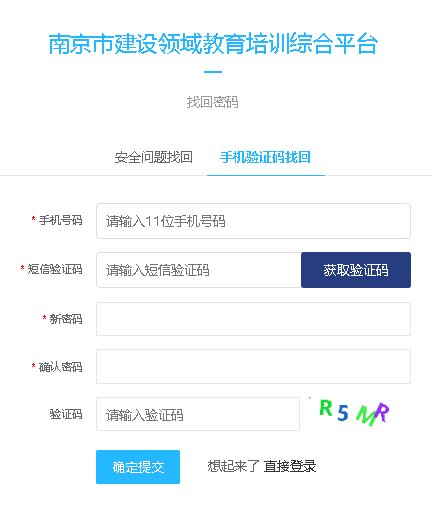 南京市建设领域教育培训综合平台
找回密码
安全问题找回 手机验证码找回
* 手机号码 请输入11位手机号码
* 短信验证码 请输入短信验证码 获取验证码
* 新密码
* 确认密码
验证码 请输入验证码 R5MR
确定提交 想起来了 直接登录